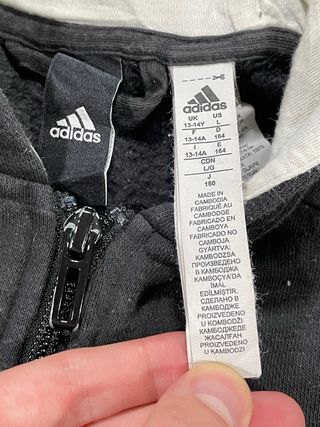 adidas
adidas
UK US
13-14Y L
F D
13-14A 164
I E
13-14A 164
CDN
L/G
J
160
MADE IN
CAMBODIA
FABRIQUÉ AU
CAMBODGE
FABRICADO EN
CAMBOYA
FABRICADO NO
CAMBOJA
GYÁRTVA:
KAMBODZSA
ПРОИЗВЕДЕНО
В КАМБОДЖА
KAMBOÇYA'DA
İMAL
EDİLMİŞTİR.
СДЕЛАНО В
КАМБОДЖЕ
PROIZVEDENO
U KOMBODŽI
КАМБОДЖЕДЕ
ЖАСАЛҒАН
PROIZVEDENO
U KAMBODZI